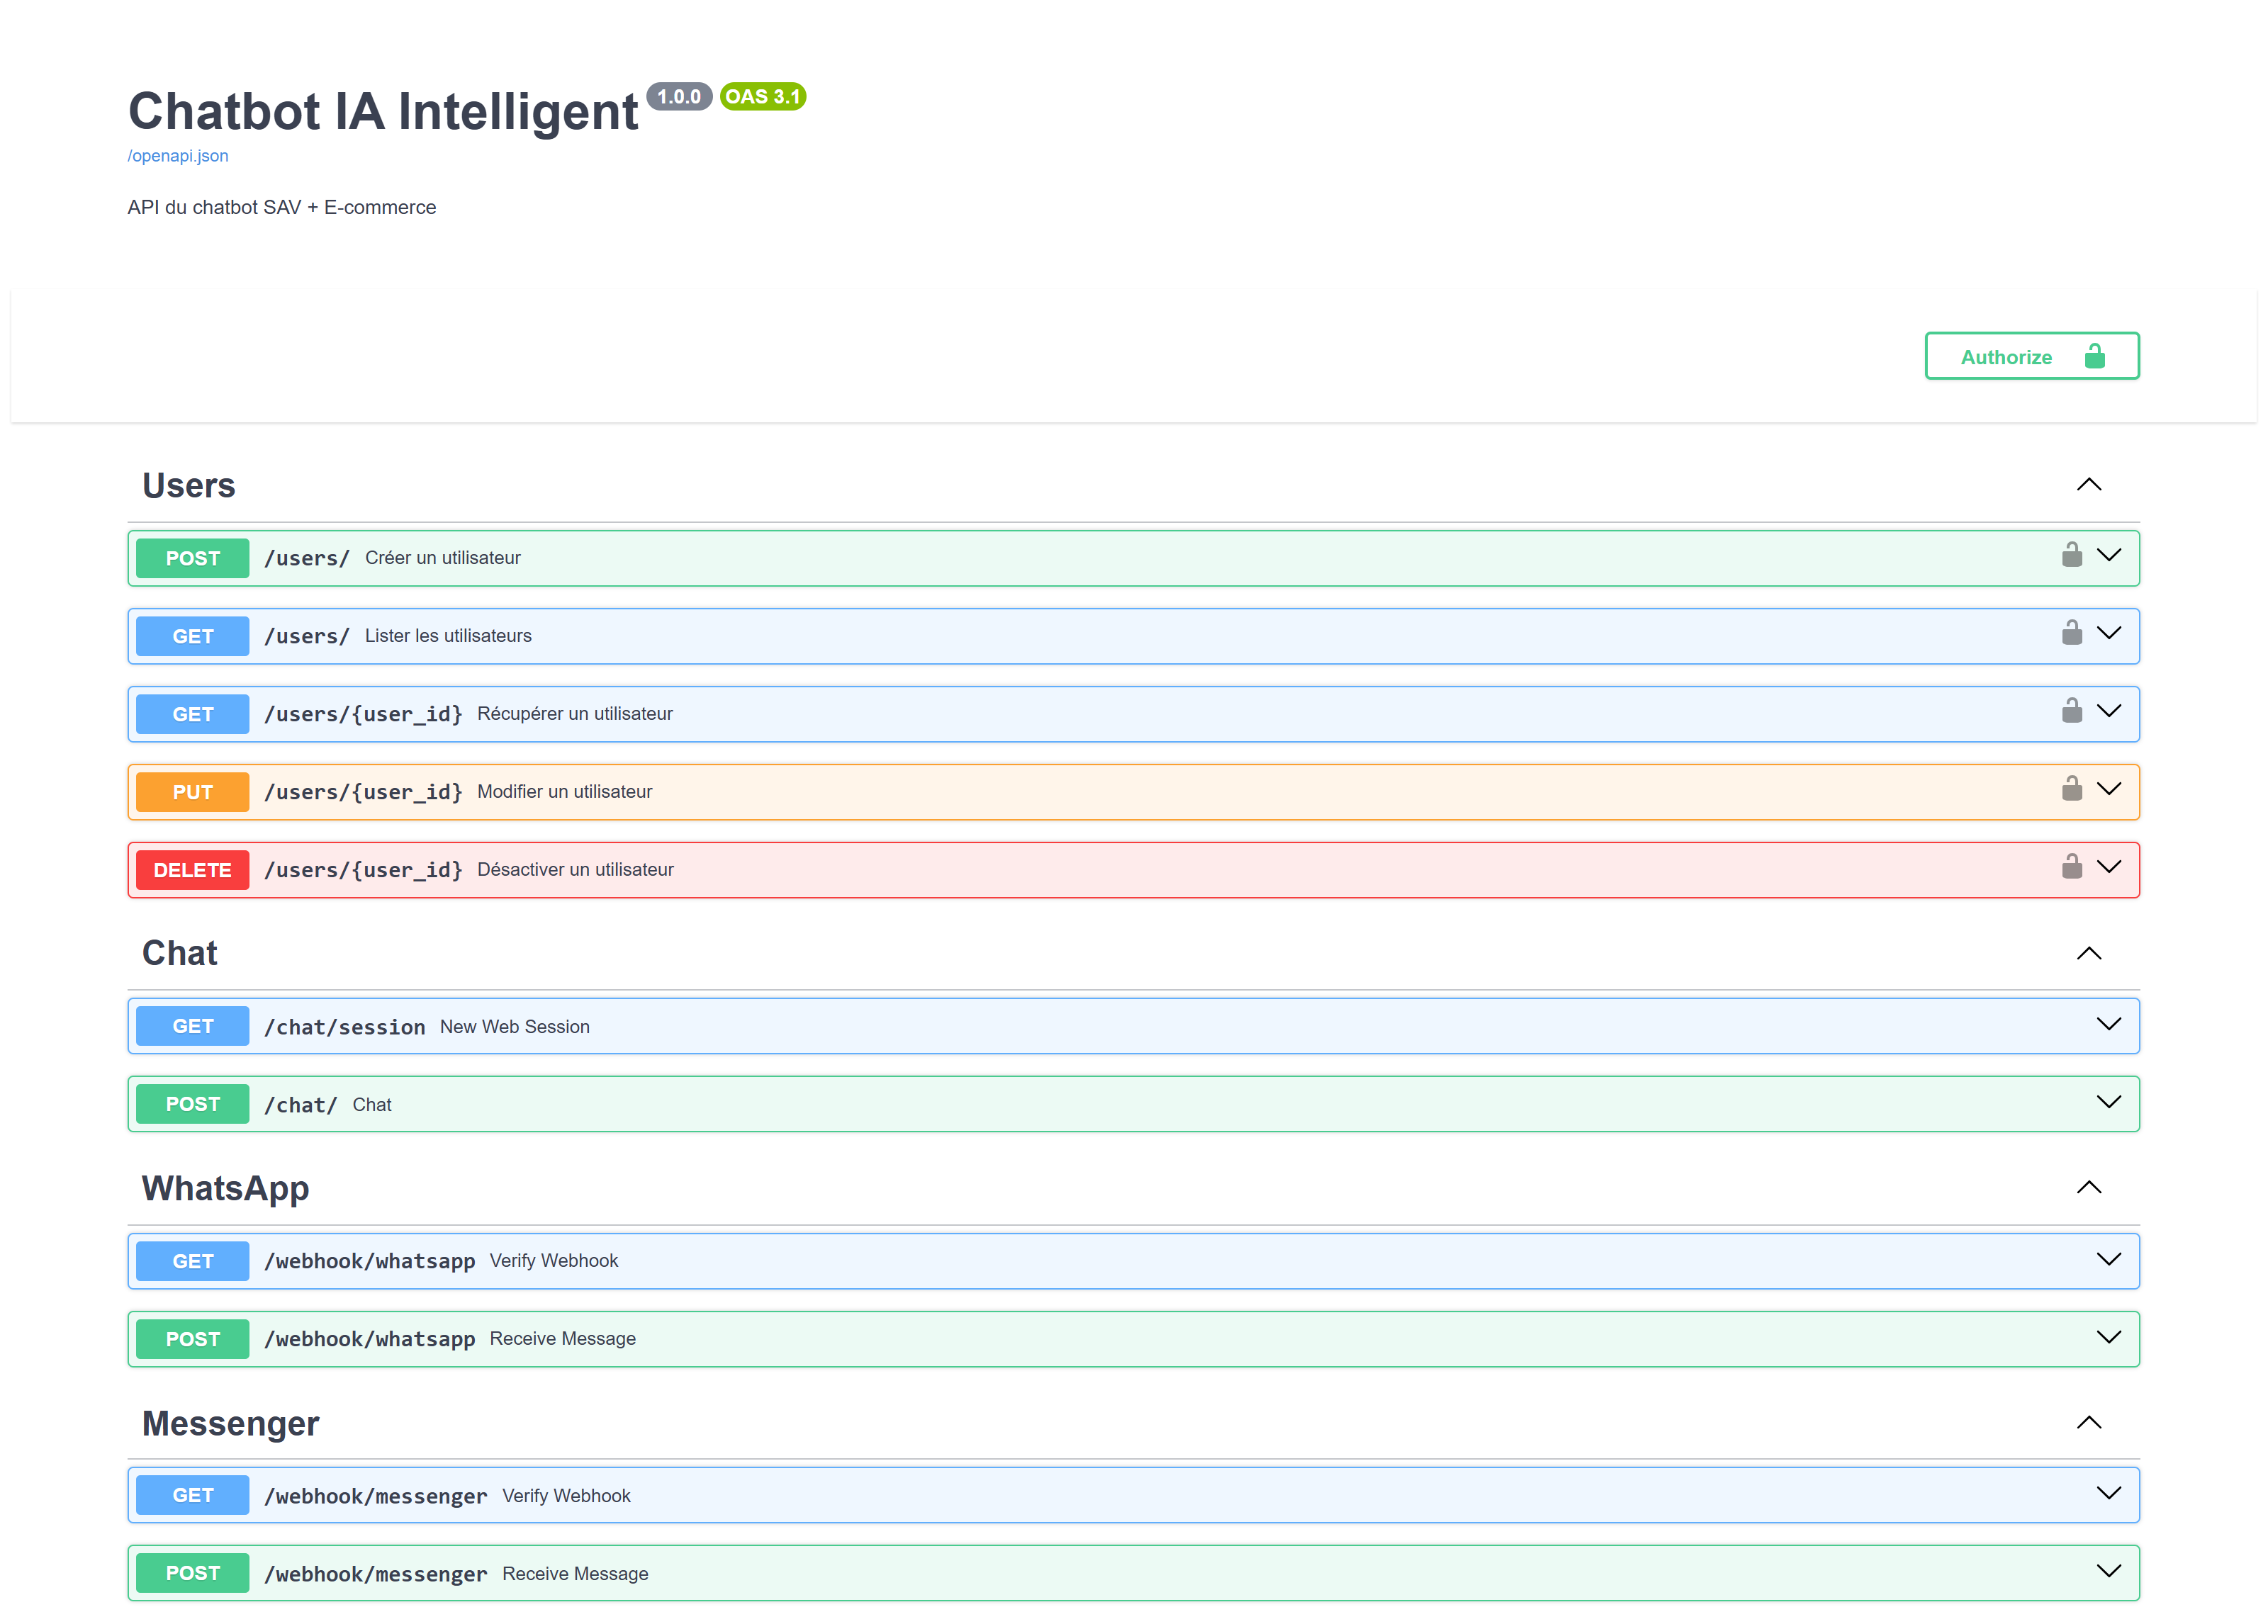 Chatbot IA Intelligent 1.0.0 OAS 3.1
/openapi.json
API du chatbot SAV + E-commerce
Authorize
Users
POST /users/ Créer un utilisateur
GET /users/ Lister les utilisateurs
GET /users/{user_id} Récupérer un utilisateur
PUT /users/{user_id} Modifier un utilisateur
DELETE /users/{user_id} Désactiver un utilisateur
Chat
GET /chat/session New Web Session
POST /chat/ Chat
WhatsApp
GET /webhook/whatsapp Verify Webhook
POST /webhook/whatsapp Receive Message
Messenger
GET /webhook/messenger Verify Webhook
POST /webhook/messenger Receive Message